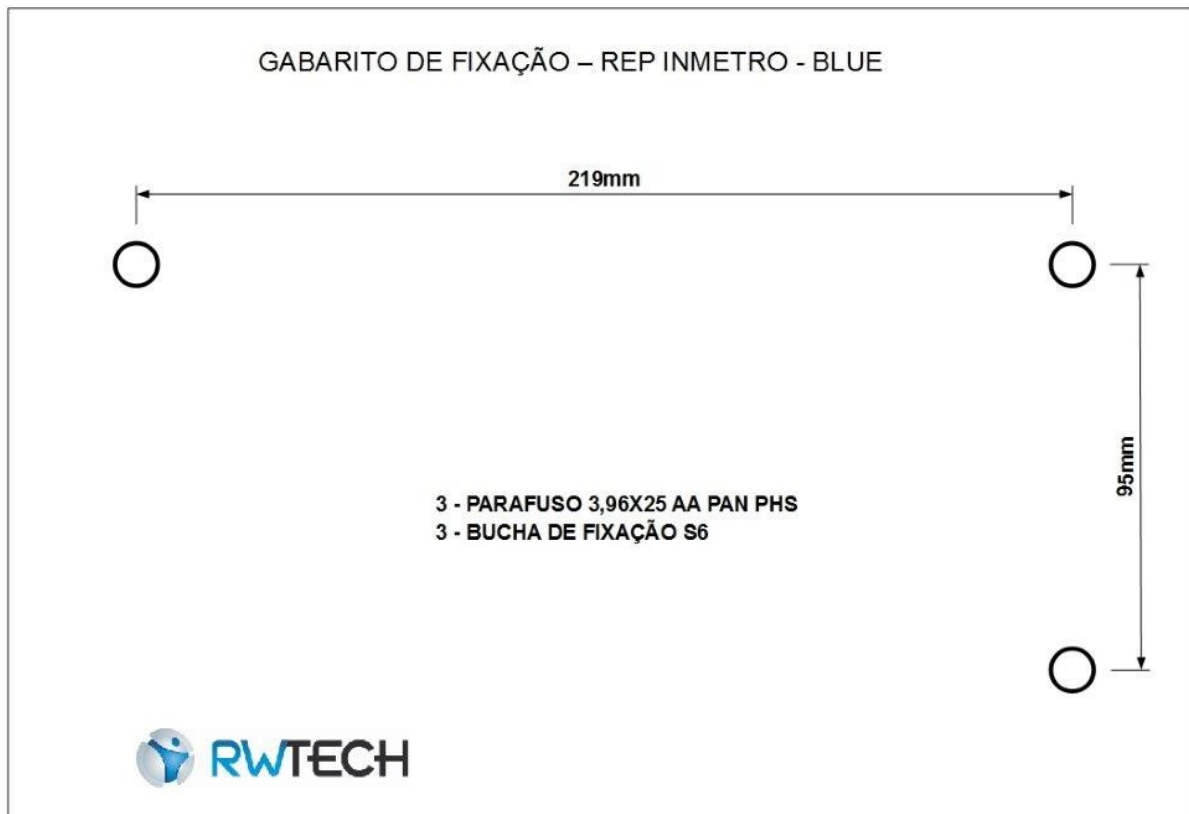 GABARITO DE FIXAÇÃO – REP INMETRO - BLUE
219mm
95mm
3 - PARAFUSO 3,96X25 AA PAN PHS
3 - BUCHA DE FIXAÇÃO S6
RWTECH